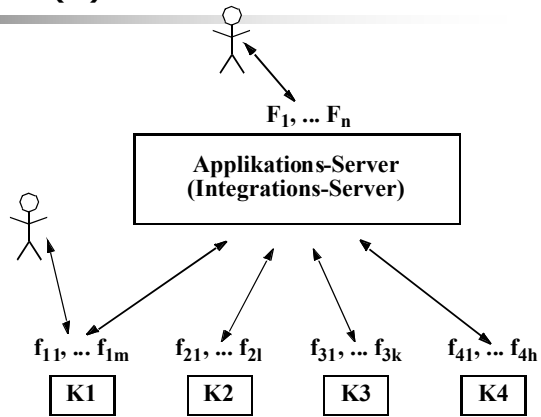 F1, ... Fn
Applikations-Server
(Integrations-Server)
f11, ... f1m f21, ... f2l f31, ... f3k f41, ... f4h
K1 K2 K3 K4